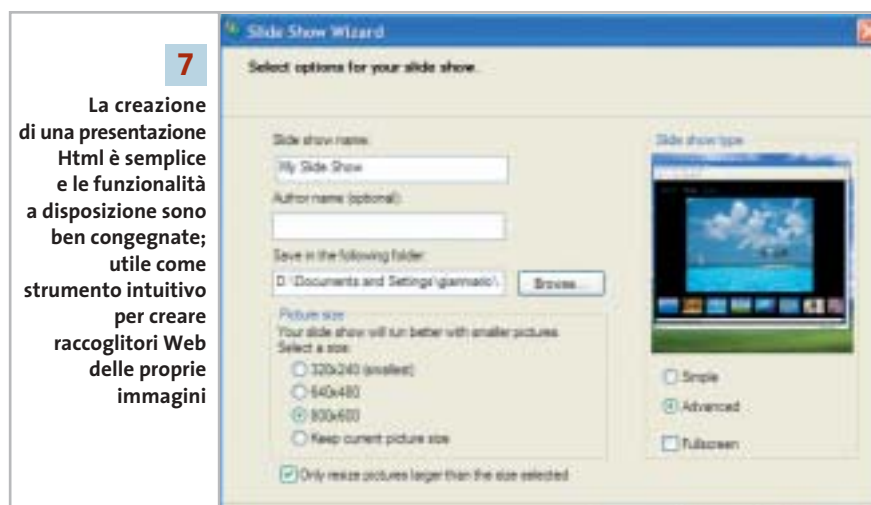 7
La creazione
di una presentazione
Html è semplice
e le funzionalità
a disposizione sono
ben congegnate;
utile come
strumento intuitivo
per creare
raccoglitori Web
delle proprie
immagini
Slide Show Wizard
Select options for your slide show.
Slide show name:
My Slide Show
Author name (optional):
Save in the following folder:
D:\Documents and Settings\gianmario\
Browse...
Picture size
Your slide show will run better with smaller pictures.
Select a size:
320x240 (smallest)
640x480
800x600
Keep current picture size
Only resize pictures larger than the size selected
Slide show type
Simple
Advanced
Fullscreen